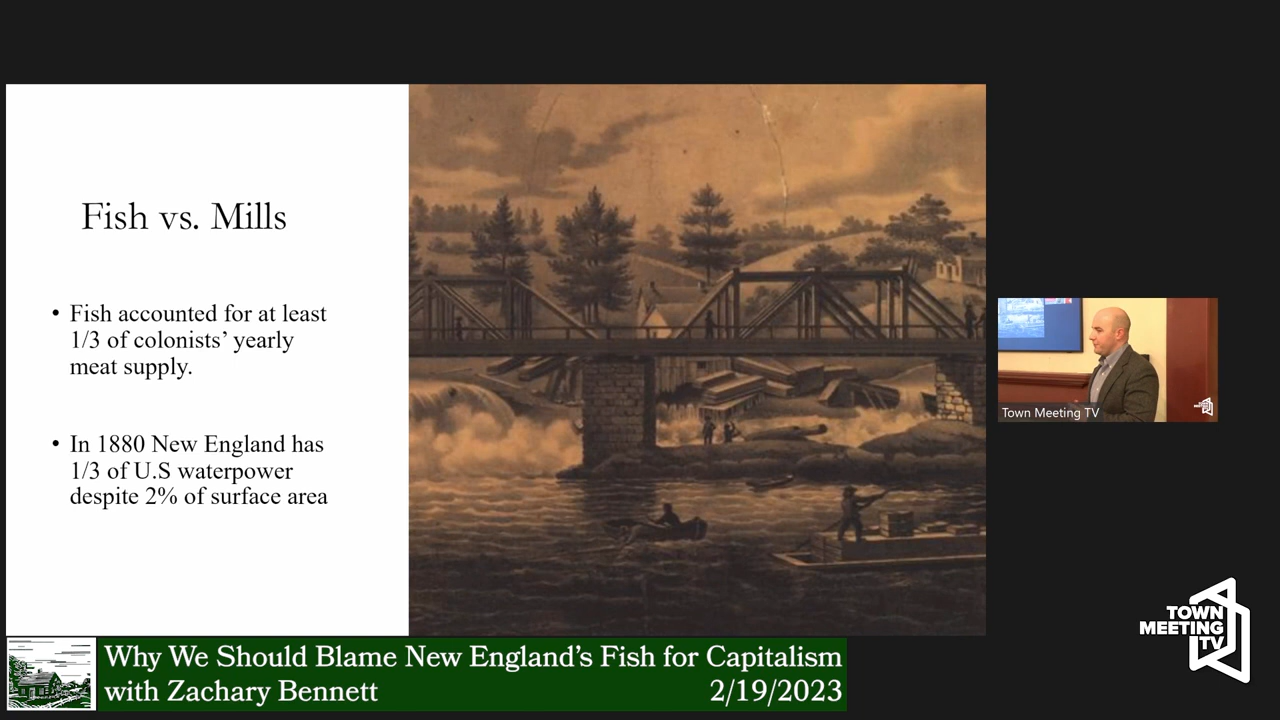 Fish vs. Mills
• Fish accounted for at least
1/3 of colonists’ yearly
meat supply.
• In 1880 New England has
1/3 of U.S waterpower
despite 2% of surface area
Town Meeting TV
TOWN
MEETING
TV
Why We Should Blame New England’s Fish for Capitalism
with Zachary Bennett 2/19/2023